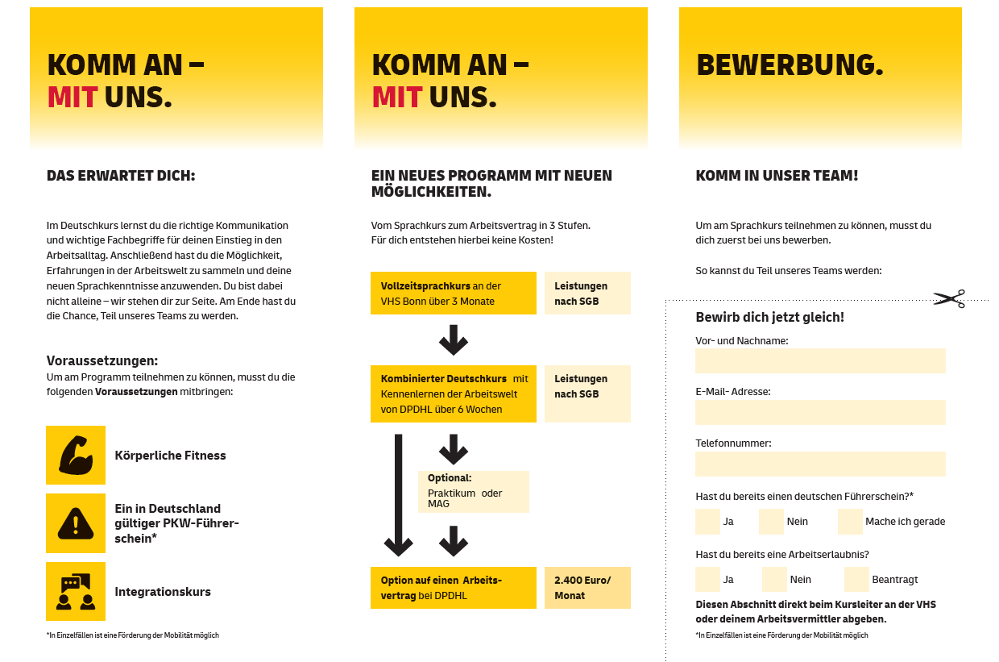 KOMM AN –
MIT UNS.
DAS ERWARTET DICH:
Im Deutschkurs lernst du die richtige Kommunikation
und wichtige Fachbegriffe für deinen Einstieg in den
Arbeitsalltag. Anschließend hast du die Möglichkeit,
Erfahrungen in der Arbeitswelt zu sammeln und deine
neuen Sprachkenntnisse anzuwenden. Du bist dabei
nicht alleine – wir stehen dir zur Seite. Am Ende hast du
die Chance, Teil unseres Teams zu werden.
Voraussetzungen:
Um am Programm teilnehmen zu können, musst du die
folgenden Voraussetzungen mitbringen:
Körperliche Fitness
Ein in Deutschland
gültiger PKW-Führer-
schein*
Integrationskurs
*In Einzelfällen ist eine Förderung der Mobilität möglich
KOMM AN –
MIT UNS.
EIN NEUES PROGRAMM MIT NEUEN
MÖGLICHKEITEN.
Vom Sprachkurs zum Arbeitsvertrag in 3 Stufen.
Für dich entstehen hierbei keine Kosten!
Vollzeitsprachkurs an der
VHS Bonn über 3 Monate
Leistungen
nach SGB
Kombinierter Deutschkurs mit
Kennenlernen der Arbeitswelt
von DPDHL über 6 Wochen
Leistungen
nach SGB
Optional:
Praktikum oder
MAG
Option auf einen Arbeits-
vertrag bei DPDHL
2.400 Euro/
Monat
BEWERBUNG.
KOMM IN UNSER TEAM!
Um am Sprachkurs teilnehmen zu können, musst du
dich zuerst bei uns bewerben.
So kannst du Teil unseres Teams werden:
Bewirb dich jetzt gleich!
Vor- und Nachname:
E-Mail- Adresse:
Telefonnummer:
Hast du bereits einen deutschen Führerschein?*
Ja Nein Mache ich gerade
Hast du bereits eine Arbeitserlaubnis?
Ja Nein Beantragt
Diesen Abschnitt direkt beim Kursleiter an der VHS
oder deinem Arbeitsvermittler abgeben.
*In Einzelfällen ist eine Förderung der Mobilität möglich